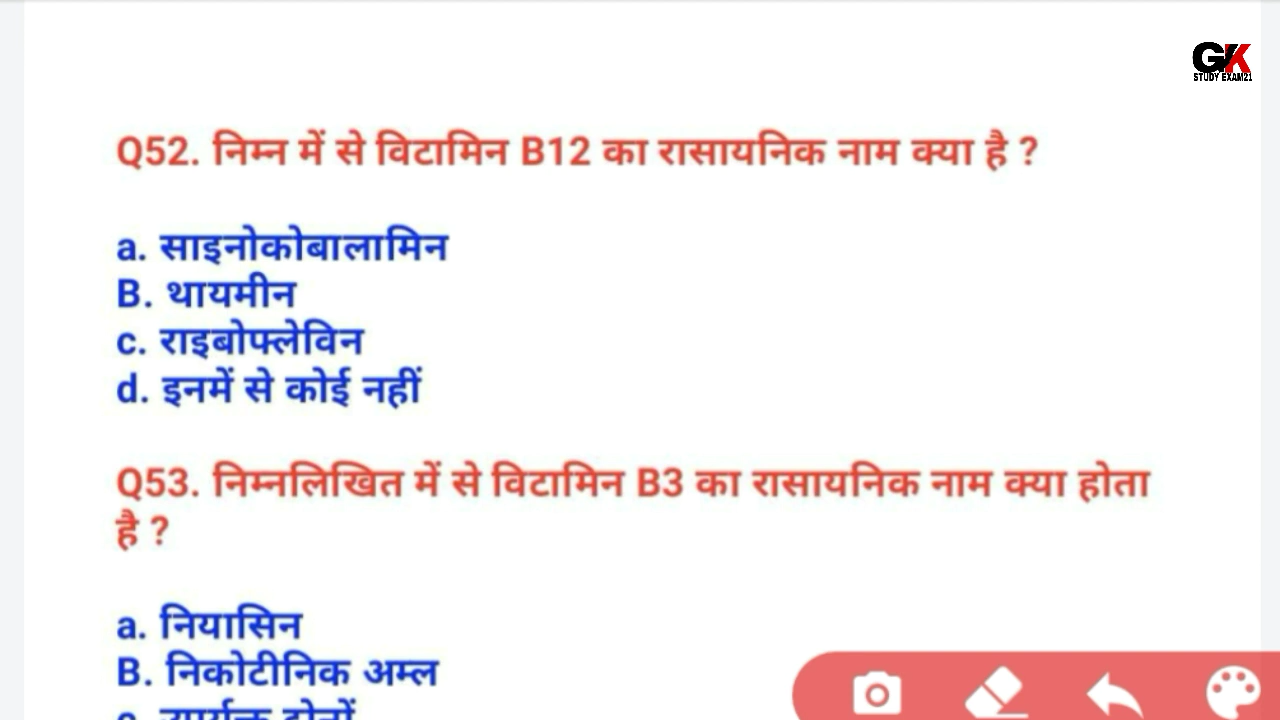 GK
STUDY EXAM21
Q52. निम्न में से विटामिन B12 का रासायनिक नाम क्या है ?
a. साइनोकोबालामिन
B. थायमीन
c. राइबोफ्लेविन
d. इनमें से कोई नहीं
Q53. निम्नलिखित में से विटामिन B3 का रासायनिक नाम क्या होता
है ?
a. नियासिन
B. निकोटीनिक अम्ल